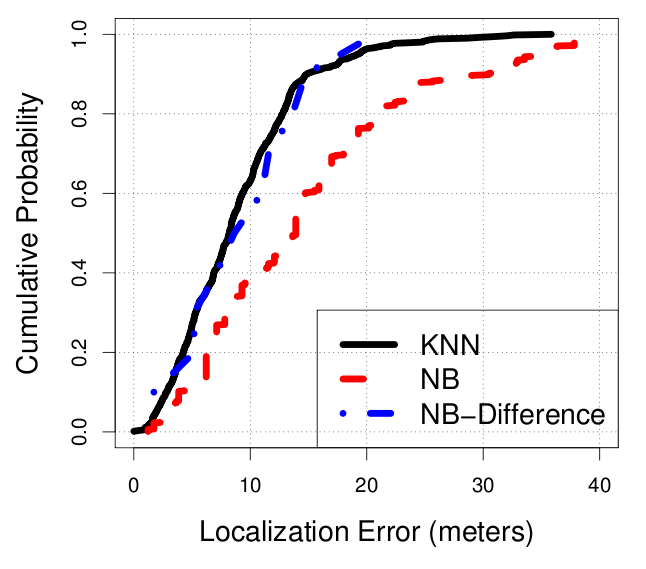 Cumulative Probability
1.0
0.8
0.6
0.4
0.2
0.0
KNN
NB
NB−Difference
0 10 20 30 40
Localization Error (meters)